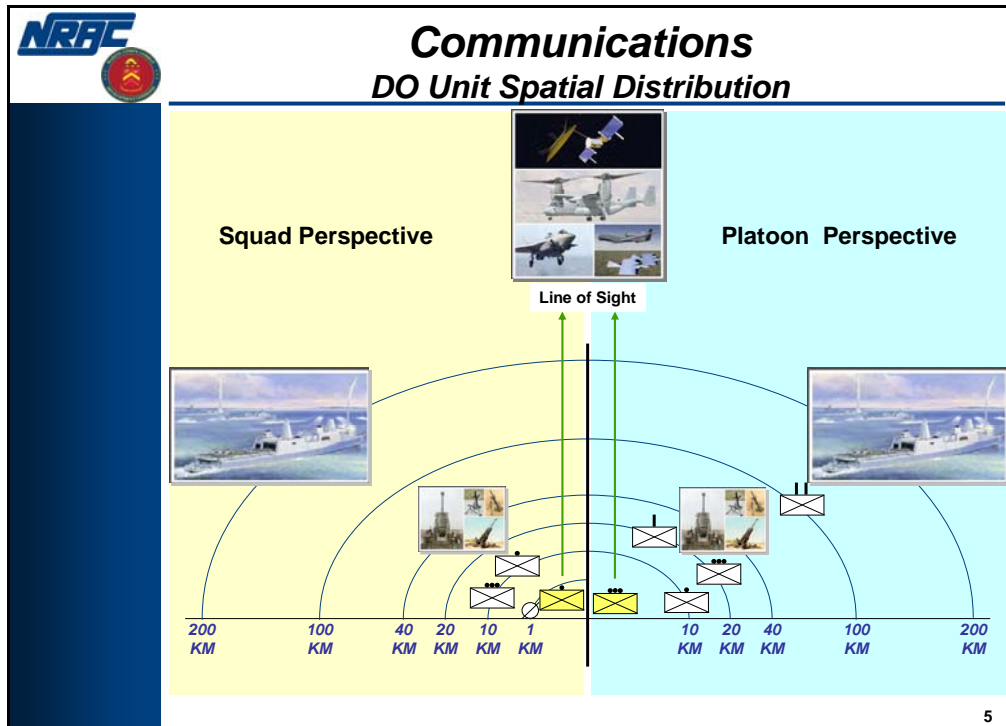 NRAC
Communications
DO Unit Spatial Distribution
Squad Perspective
Platoon Perspective
Line of Sight
200 KM
100 KM
40 KM
20 KM
10 KM
1 KM
10 KM
20 KM
40 KM
100 KM
200 KM
5